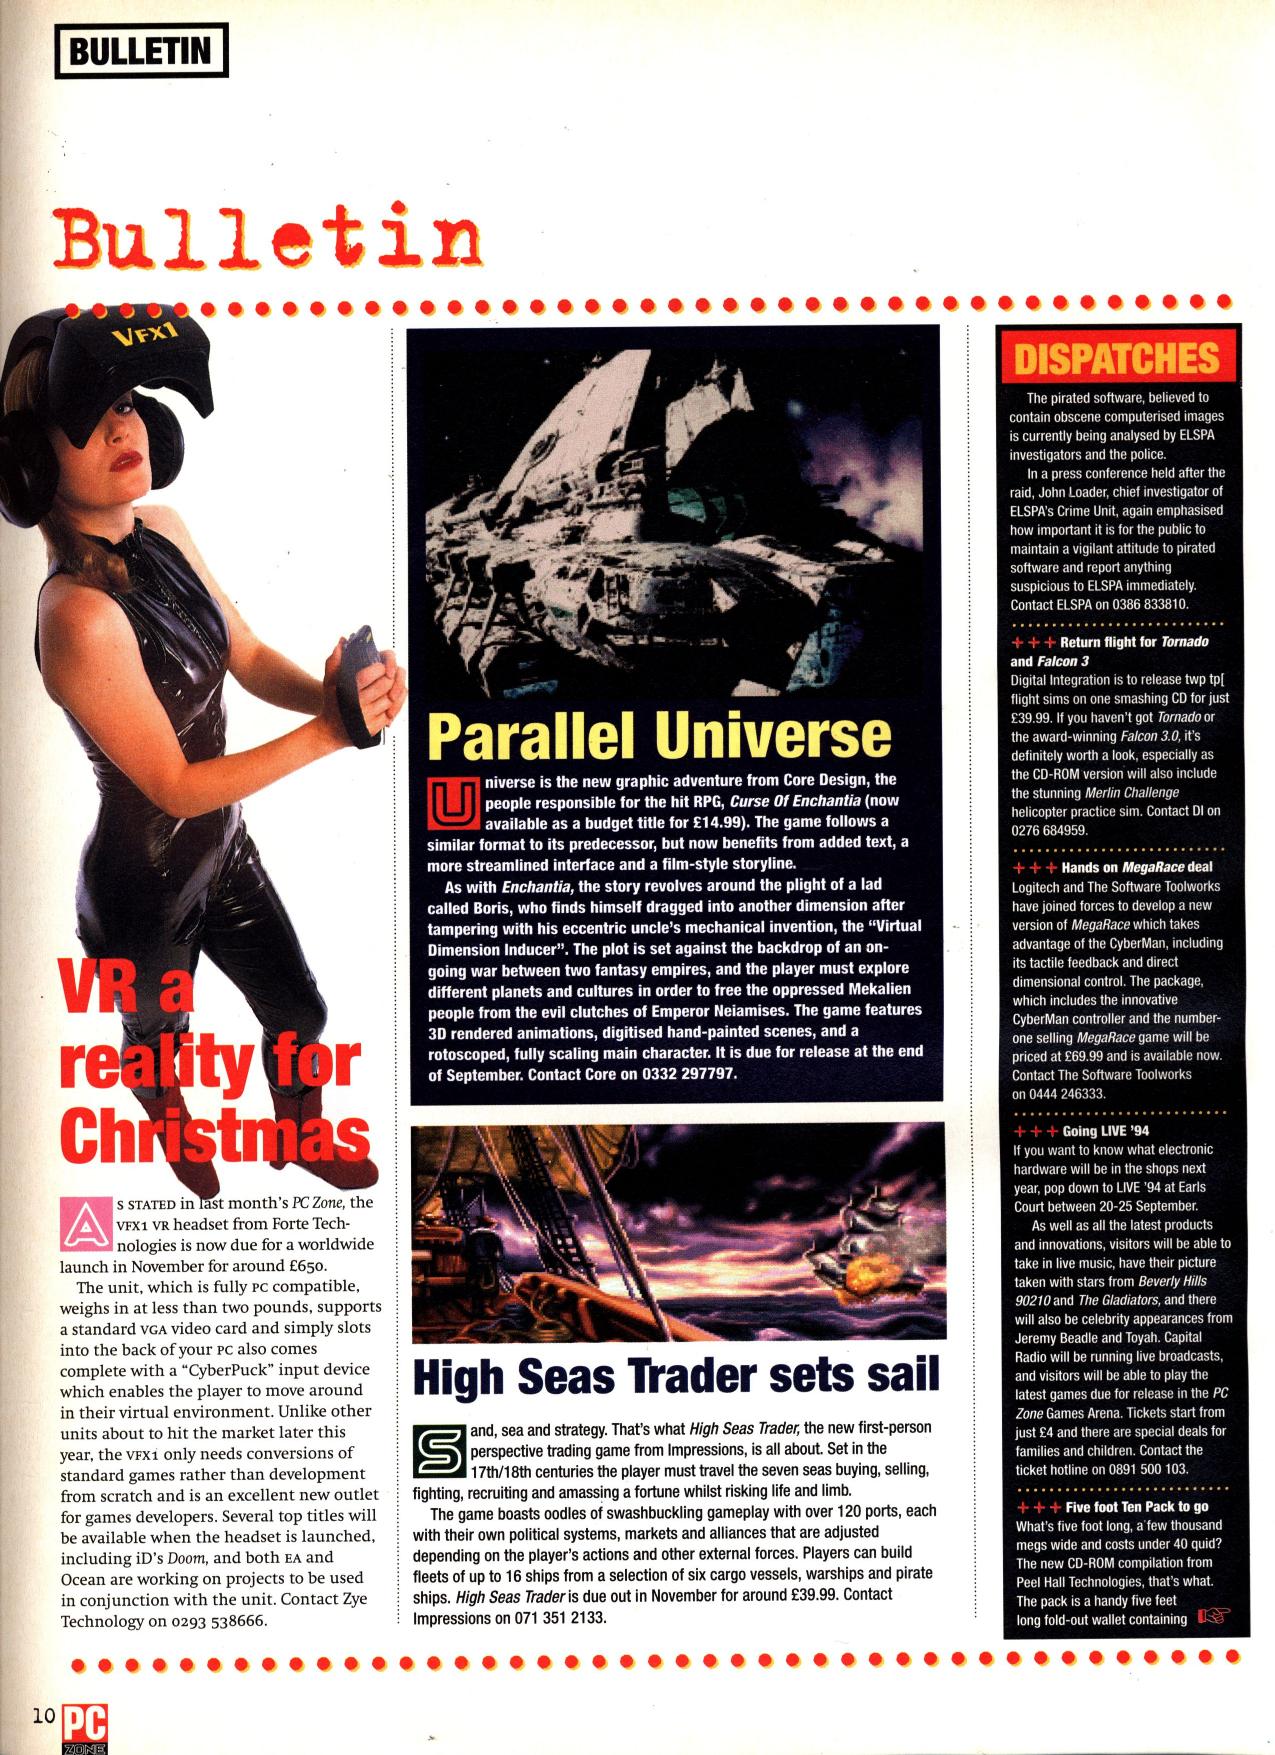 BULLETIN
Bulletin
VFX1
VR a
reality for
Christmas
AS STATED in last month's PC Zone, the
VFX1 VR headset from Forte Tech-
nologies is now due for a worldwide
launch in November for around £650.
The unit, which is fully PC compatible,
weighs in at less than two pounds, supports
a standard VGA video card and simply slots
into the back of your PC also comes
complete with a "CyberPuck" input device
which enables the player to move around
in their virtual environment. Unlike other
units about to hit the market later this
year, the VFX1 only needs conversions of
standard games rather than development
from scratch and is an excellent new outlet
for games developers. Several top titles will
be available when the headset is launched,
including iD's Doom, and both EA and
Ocean are working on projects to be used
in conjunction with the unit. Contact Zye
Technology on 0293 538666.
Parallel Universe
Universe is the new graphic adventure from Core Design, the
people responsible for the hit RPG, Curse Of Enchantia (now
available as a budget title for £14.99). The game follows a
similar format to its predecessor, but now benefits from added text, a
more streamlined interface and a film-style storyline.
As with Enchantia, the story revolves around the plight of a lad
called Boris, who finds himself dragged into another dimension after
tampering with his eccentric uncle's mechanical invention, the "Virtual
Dimension Inducer". The plot is set against the backdrop of an on-
going war between two fantasy empires, and the player must explore
different planets and cultures in order to free the oppressed Mekalien
people from the evil clutches of Emperor Neiamises. The game features
3D rendered animations, digitised hand-painted scenes, and a
rotoscoped, fully scaling main character. It is due for release at the end
of September. Contact Core on 0332 297797.
High Seas Trader sets sail
Sand, sea and strategy. That's what High Seas Trader, the new first-person
perspective trading game from Impressions, is all about. Set in the
17th/18th centuries the player must travel the seven seas buying, selling,
fighting, recruiting and amassing a fortune whilst risking life and limb.
The game boasts oodles of swashbuckling gameplay with over 120 ports, each
with their own political systems, markets and alliances that are adjusted
depending on the player's actions and other external forces. Players can build
fleets of up to 16 ships from a selection of six cargo vessels, warships and pirate
ships. High Seas Trader is due out in November for around £39.99. Contact
Impressions on 071 351 2133.
DISPATCHES
The pirated software, believed to
contain obscene computerised images
is currently being analysed by ELSPA
investigators and the police.
In a press conference held after the
raid, John Loader, chief investigator of
ELSPA's Crime Unit, again emphasised
how important it is for the public to
maintain a vigilant attitude to pirated
software and report anything
suspicious to ELSPA immediately.
Contact ELSPA on 0386 833810.
+++ Return flight for Tornado
and Falcon 3
Digital Integration is to release twp tp[
flight sims on one smashing CD for just
£39.99. If you haven't got Tornado or
the award-winning Falcon 3.0, it's
definitely worth a look, especially as
the CD-ROM version will also include
the stunning Merlin Challenge
helicopter practice sim. Contact DI on
0276 684959.
+++ Hands on MegaRace deal
Logitech and The Software Toolworks
have joined forces to develop a new
version of MegaRace which takes
advantage of the CyberMan, including
its tactile feedback and direct
dimensional control. The package,
which includes the innovative
CyberMan controller and the number-
one selling MegaRace game will be
priced at £69.99 and is available now.
Contact The Software Toolworks
on 0444 246333.
+++ Going LIVE '94
If you want to know what electronic
hardware will be in the shops next
year, pop down to LIVE '94 at Earls
Court between 20-25 September.
As well as all the latest products
and innovations, visitors will be able to
take in live music, have their picture
taken with stars from Beverly Hills
90210 and The Gladiators, and there
will also be celebrity appearances from
Jeremy Beadle and Toyah. Capital
Radio will be running live broadcasts,
and visitors will be able to play the
latest games due for release in the PC
Zone Games Arena. Tickets start from
just £4 and there are special deals for
families and children. Contact the
ticket hotline on 0891 500 103.
+++ Five foot Ten Pack to go
What's five foot long, a few thousand
megs wide and costs under 40 quid?
The new CD-ROM compilation from
Peel Hall Technologies, that's what.
The pack is a handy five feet
long fold-out wallet containing
10 PC
ZONE